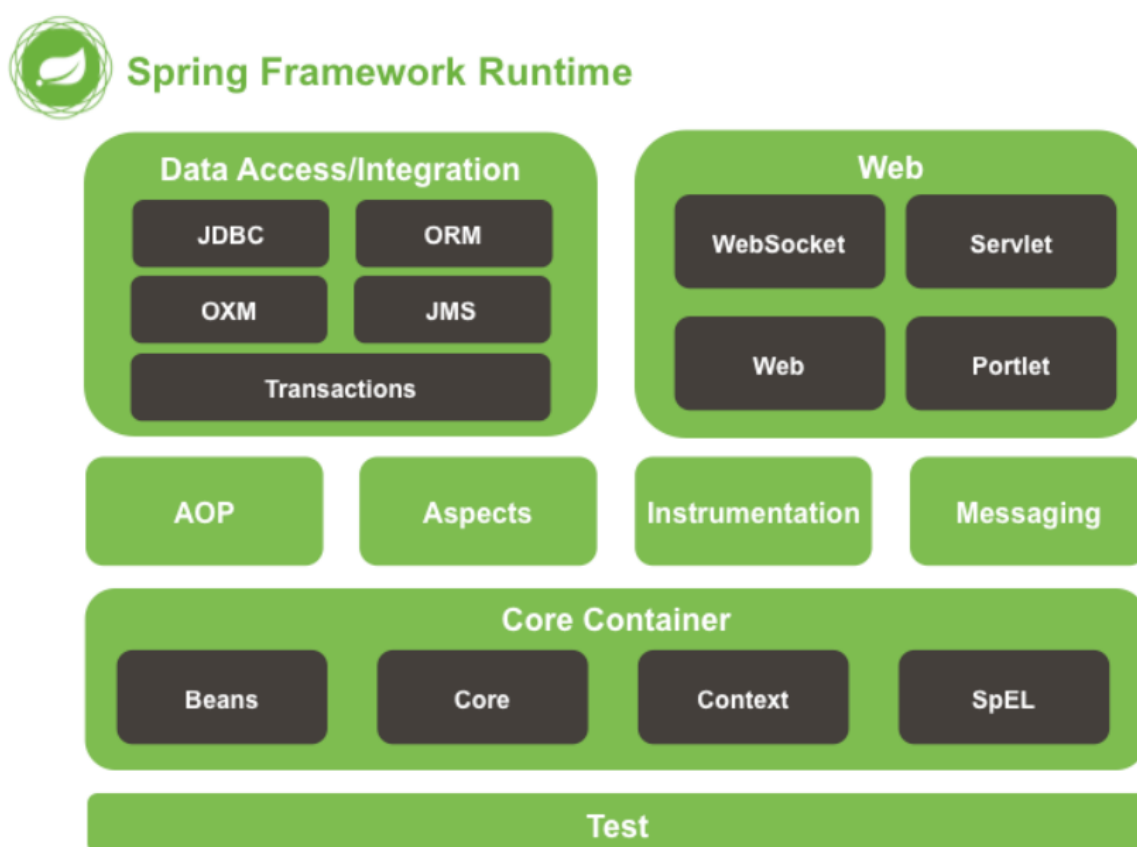 Spring Framework Runtime
Data Access/Integration
JDBC
ORM
OXM
JMS
Transactions
Web
WebSocket
Servlet
Web
Portlet
AOP
Aspects
Instrumentation
Messaging
Core Container
Beans
Core
Context
SpEL
Test